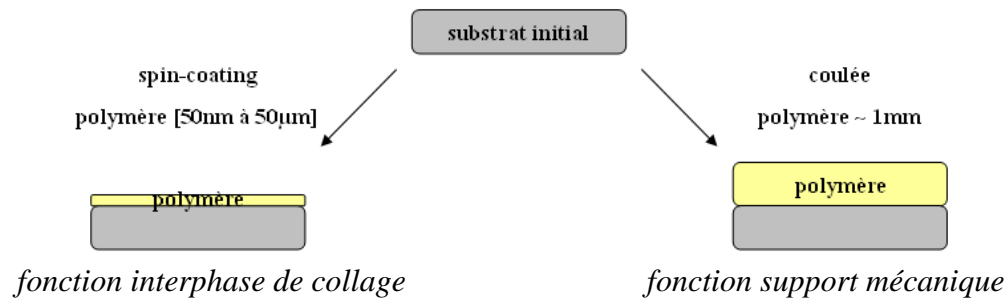 substrat initial
spin-coating
polymère [50nm à 50µm]
coulée
polymère ~ 1mm
polymère
polymère
fonction interphase de collage
fonction support mécanique